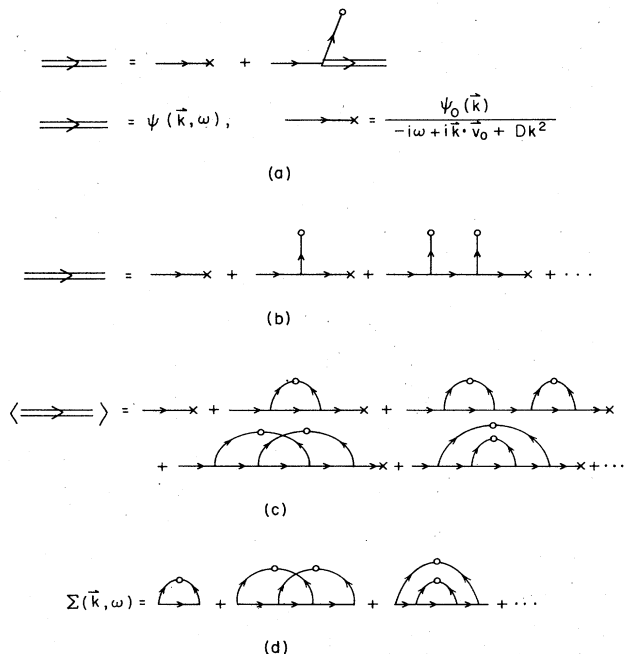 = +
= ψ (k⃗, ω), = ψ₀(k⃗) / -iω + ik⃗·v⃗₀ + Dk²
(a)
= + + + ···
(b)
⟨ ⟩ = + +
+ + + ···
(c)
Σ(k⃗,ω) = + + + ···
(d)